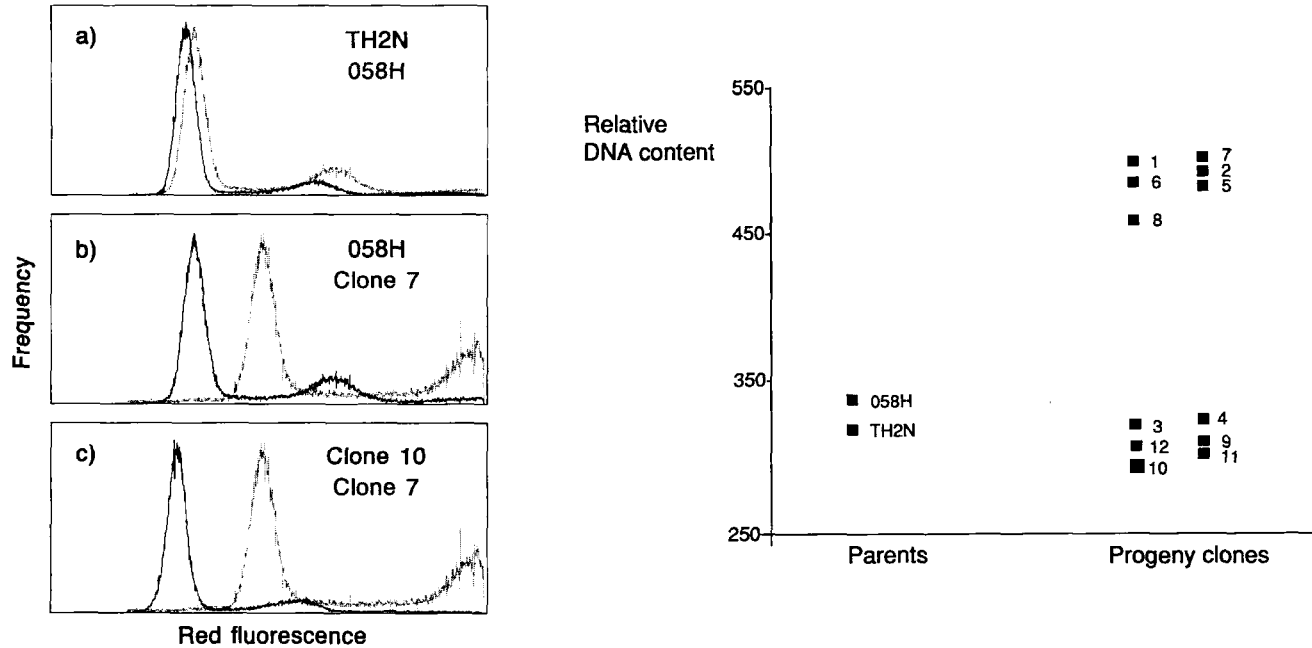 a)
TH2N
058H
b)
058H
Clone 7
c)
Clone 10
Clone 7
Frequency
Red fluorescence
Relative
DNA content
550
450
350
250
058H
TH2N
1
7
2
6
5
8
3
4
12
9
10
11
Parents
Progeny clones